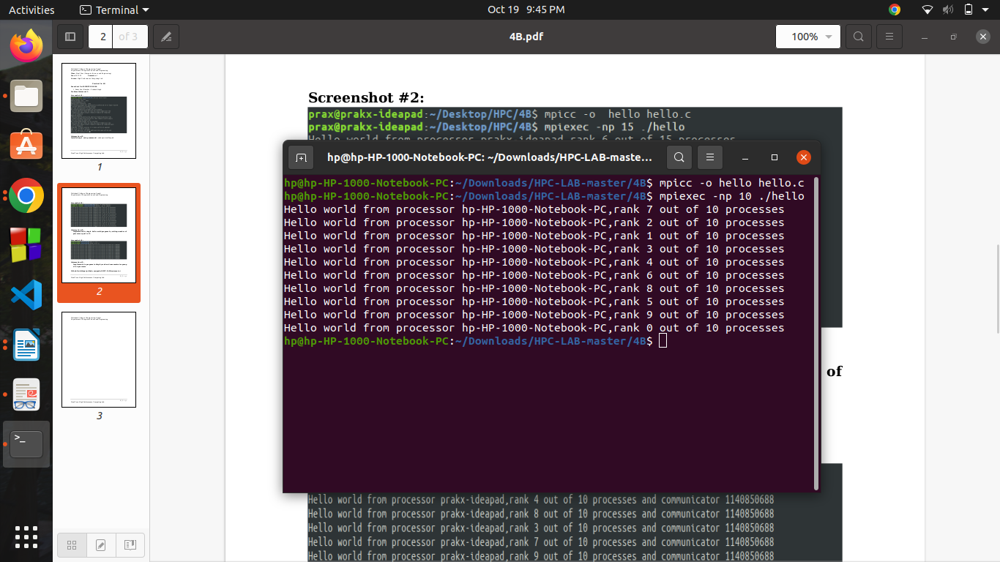 Activities
Terminal
Oct 19 9:45 PM
2 of 3
4B.pdf
100%
1
2
3
Screenshot #2:
prax@prakx-ideapad:~/Desktop/HPC/4B$ mpicc -o  hello hello.c
prax@prakx-ideapad:~/Desktop/HPC/4B$ mpiexec -np 15 ./hello
Hello world from processor prakx-ideapad,rank 6 out of 15 processes
hp@hp-HP-1000-Notebook-PC: ~/Downloads/HPC-LAB-maste...
hp@hp-HP-1000-Notebook-PC:~/Downloads/HPC-LAB-master/4B$ mpicc -o hello hello.c
hp@hp-HP-1000-Notebook-PC:~/Downloads/HPC-LAB-master/4B$ mpiexec -np 10 ./hello
Hello world from processor hp-HP-1000-Notebook-PC,rank 7 out of 10 processes
Hello world from processor hp-HP-1000-Notebook-PC,rank 2 out of 10 processes
Hello world from processor hp-HP-1000-Notebook-PC,rank 1 out of 10 processes
Hello world from processor hp-HP-1000-Notebook-PC,rank 3 out of 10 processes
Hello world from processor hp-HP-1000-Notebook-PC,rank 4 out of 10 processes
Hello world from processor hp-HP-1000-Notebook-PC,rank 6 out of 10 processes
Hello world from processor hp-HP-1000-Notebook-PC,rank 8 out of 10 processes
Hello world from processor hp-HP-1000-Notebook-PC,rank 5 out of 10 processes
Hello world from processor hp-HP-1000-Notebook-PC,rank 9 out of 10 processes
Hello world from processor hp-HP-1000-Notebook-PC,rank 0 out of 10 processes
hp@hp-HP-1000-Notebook-PC:~/Downloads/HPC-LAB-master/4B$
of
Hello world from processor prakx-ideapad,rank 4 out of 10 processes and communicator 1140850688
Hello world from processor prakx-ideapad,rank 8 out of 10 processes and communicator 1140850688
Hello world from processor prakx-ideapad,rank 3 out of 10 processes and communicator 1140850688
Hello world from processor prakx-ideapad,rank 7 out of 10 processes and communicator 1140850688
Hello world from processor prakx-ideapad,rank 9 out of 10 processes and communicator 1140850688